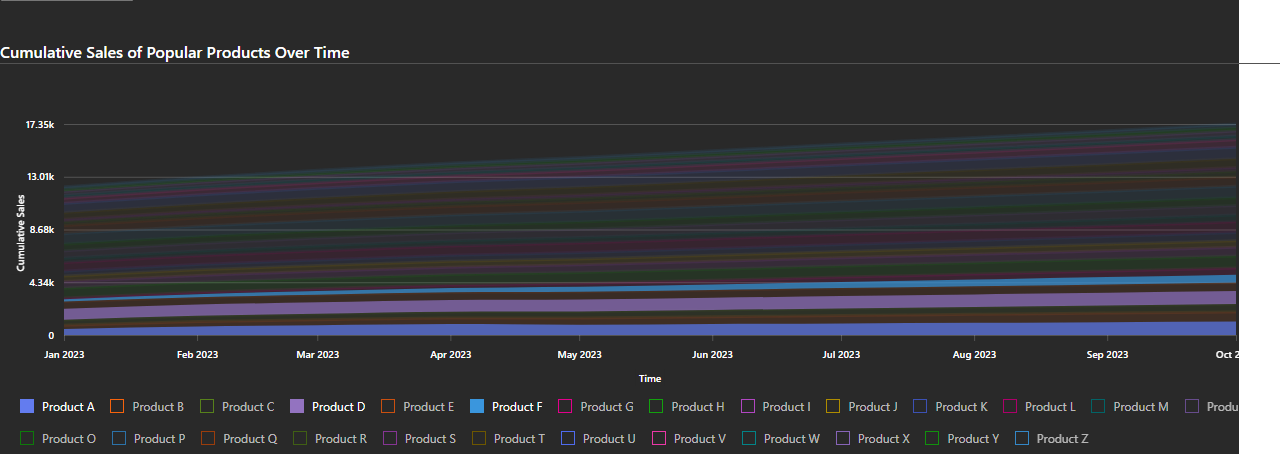 Cumulative Sales of Popular Products Over Time
17.35k
13.01k
8.68k
4.34k
0
Cumulative Sales
Jan 2023 Feb 2023 Mar 2023 Apr 2023 May 2023 Jun 2023 Jul 2023 Aug 2023 Sep 2023 Oct
Time
Product A Product B Product C Product D Product E Product F Product G Product H Product I Product J Product K Product L Product M Produ
Product O Product P Product Q Product R Product S Product T Product U Product V Product W Product X Product Y Product Z